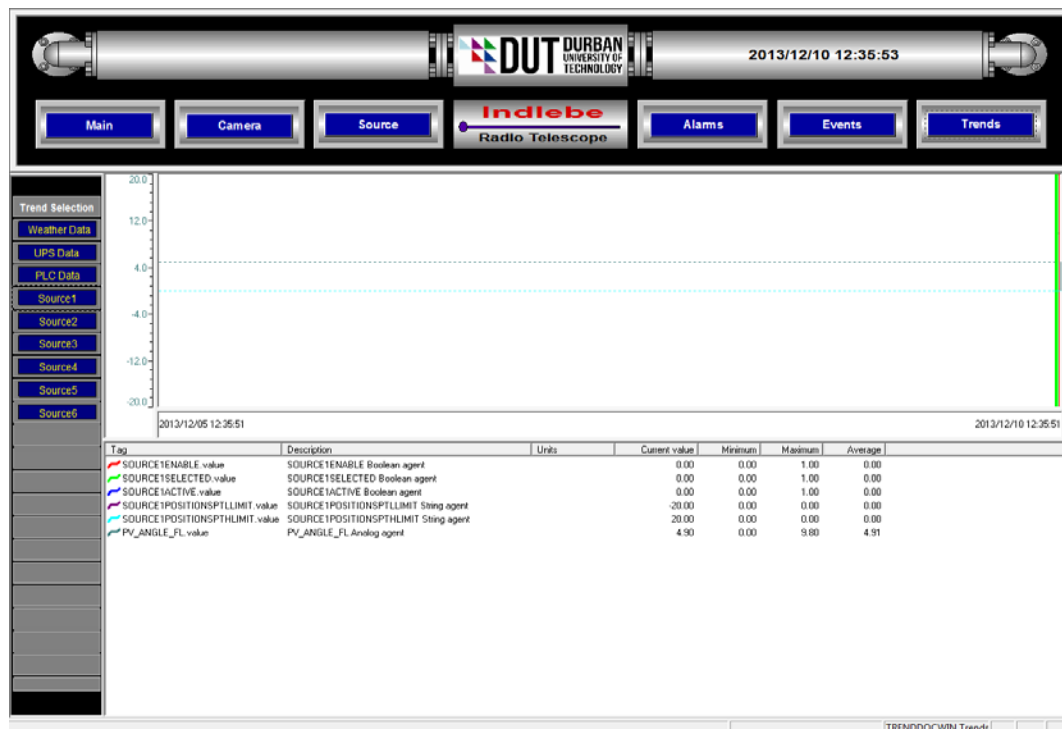 DUT DURBAN UNIVERSITY OF TECHNOLOGY
2013/12/10 12:35:53
Main
Camera
Source
Indlebe
Radio Telescope
Alarms
Events
Trends
Trend Selection
Weather Data
UPS Data
PLC Data
Source1
Source2
Source3
Source4
Source5
Source6
20.0
12.0
4.0
-4.0
-12.0
-20.0
2013/12/05 12:35:51 2013/12/10 12:35:51
Tag Description Units Current value Minimum Maximum Average
SOURCE1ENABLE.value SOURCE1ENABLE Boolean agent 0.00 0.00 1.00 0.00
SOURCE1SELECTED.value SOURCE1SELECTED Boolean agent 0.00 0.00 1.00 0.00
SOURCE1ACTIVE.value SOURCE1ACTIVE Boolean agent 0.00 0.00 1.00 0.00
SOURCE1POSITIONSPTLLIMIT.value SOURCE1POSITIONSPTLLIMIT String agent -20.00 0.00 0.00 0.00
SOURCE1POSITIONSPTHLIMIT.value SOURCE1POSITIONSPTHLIMIT String agent 20.00 0.00 0.00 0.00
PV_ANGLE_FL.value PV_ANGLE_FL Analog agent 4.90 0.00 9.80 4.91
TRENDDOCWIN Trends